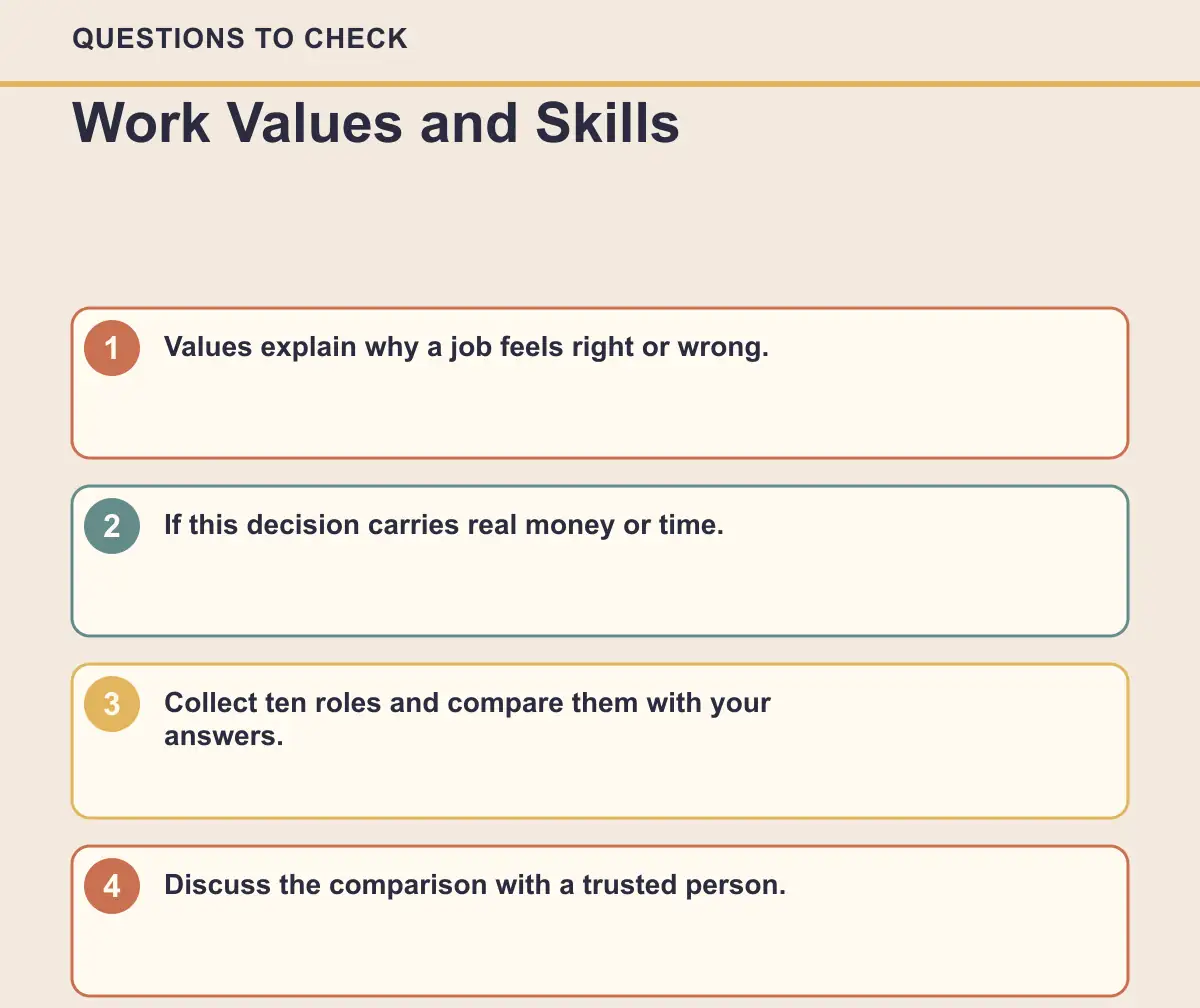 QUESTIONS TO CHECK
Work Values and Skills
1
Values explain why a job feels right or wrong.
2
If this decision carries real money or time.
3
Collect ten roles and compare them with your
answers.
4
Discuss the comparison with a trusted person.